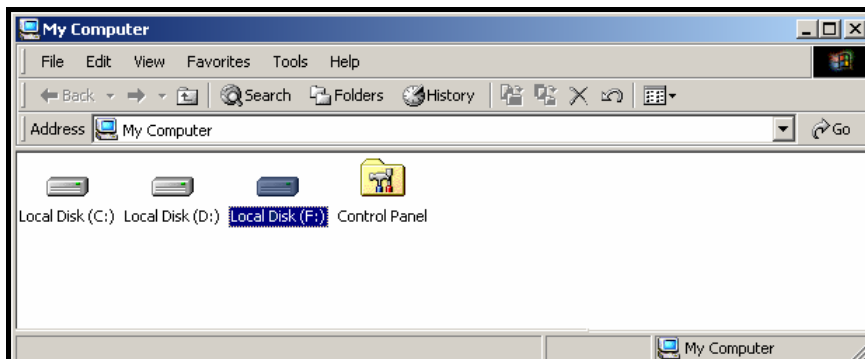 My Computer
File Edit View Favorites Tools Help
Back Search Folders History
Address My Computer Go
Local Disk (C:) Local Disk (D:) Local Disk (F:) Control Panel
My Computer